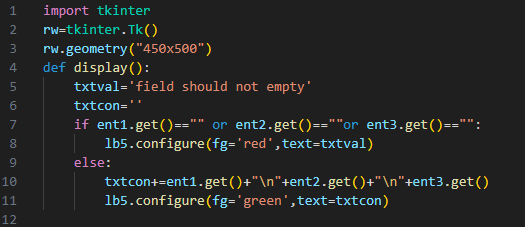 1 import tkinter
2 rw=tkinter.Tk()
3 rw.geometry("450x500")
4 def display():
5     txtval='field should not empty'
6     txtcon=''
7     if ent1.get()=="" or ent2.get()==""or ent3.get()=="":
8         lb5.configure(fg='red',text=txtval)
9     else:
10         txtcon+=ent1.get()+"\n"+ent2.get()+"\n"+ent3.get()
11         lb5.configure(fg='green',text=txtcon)
12